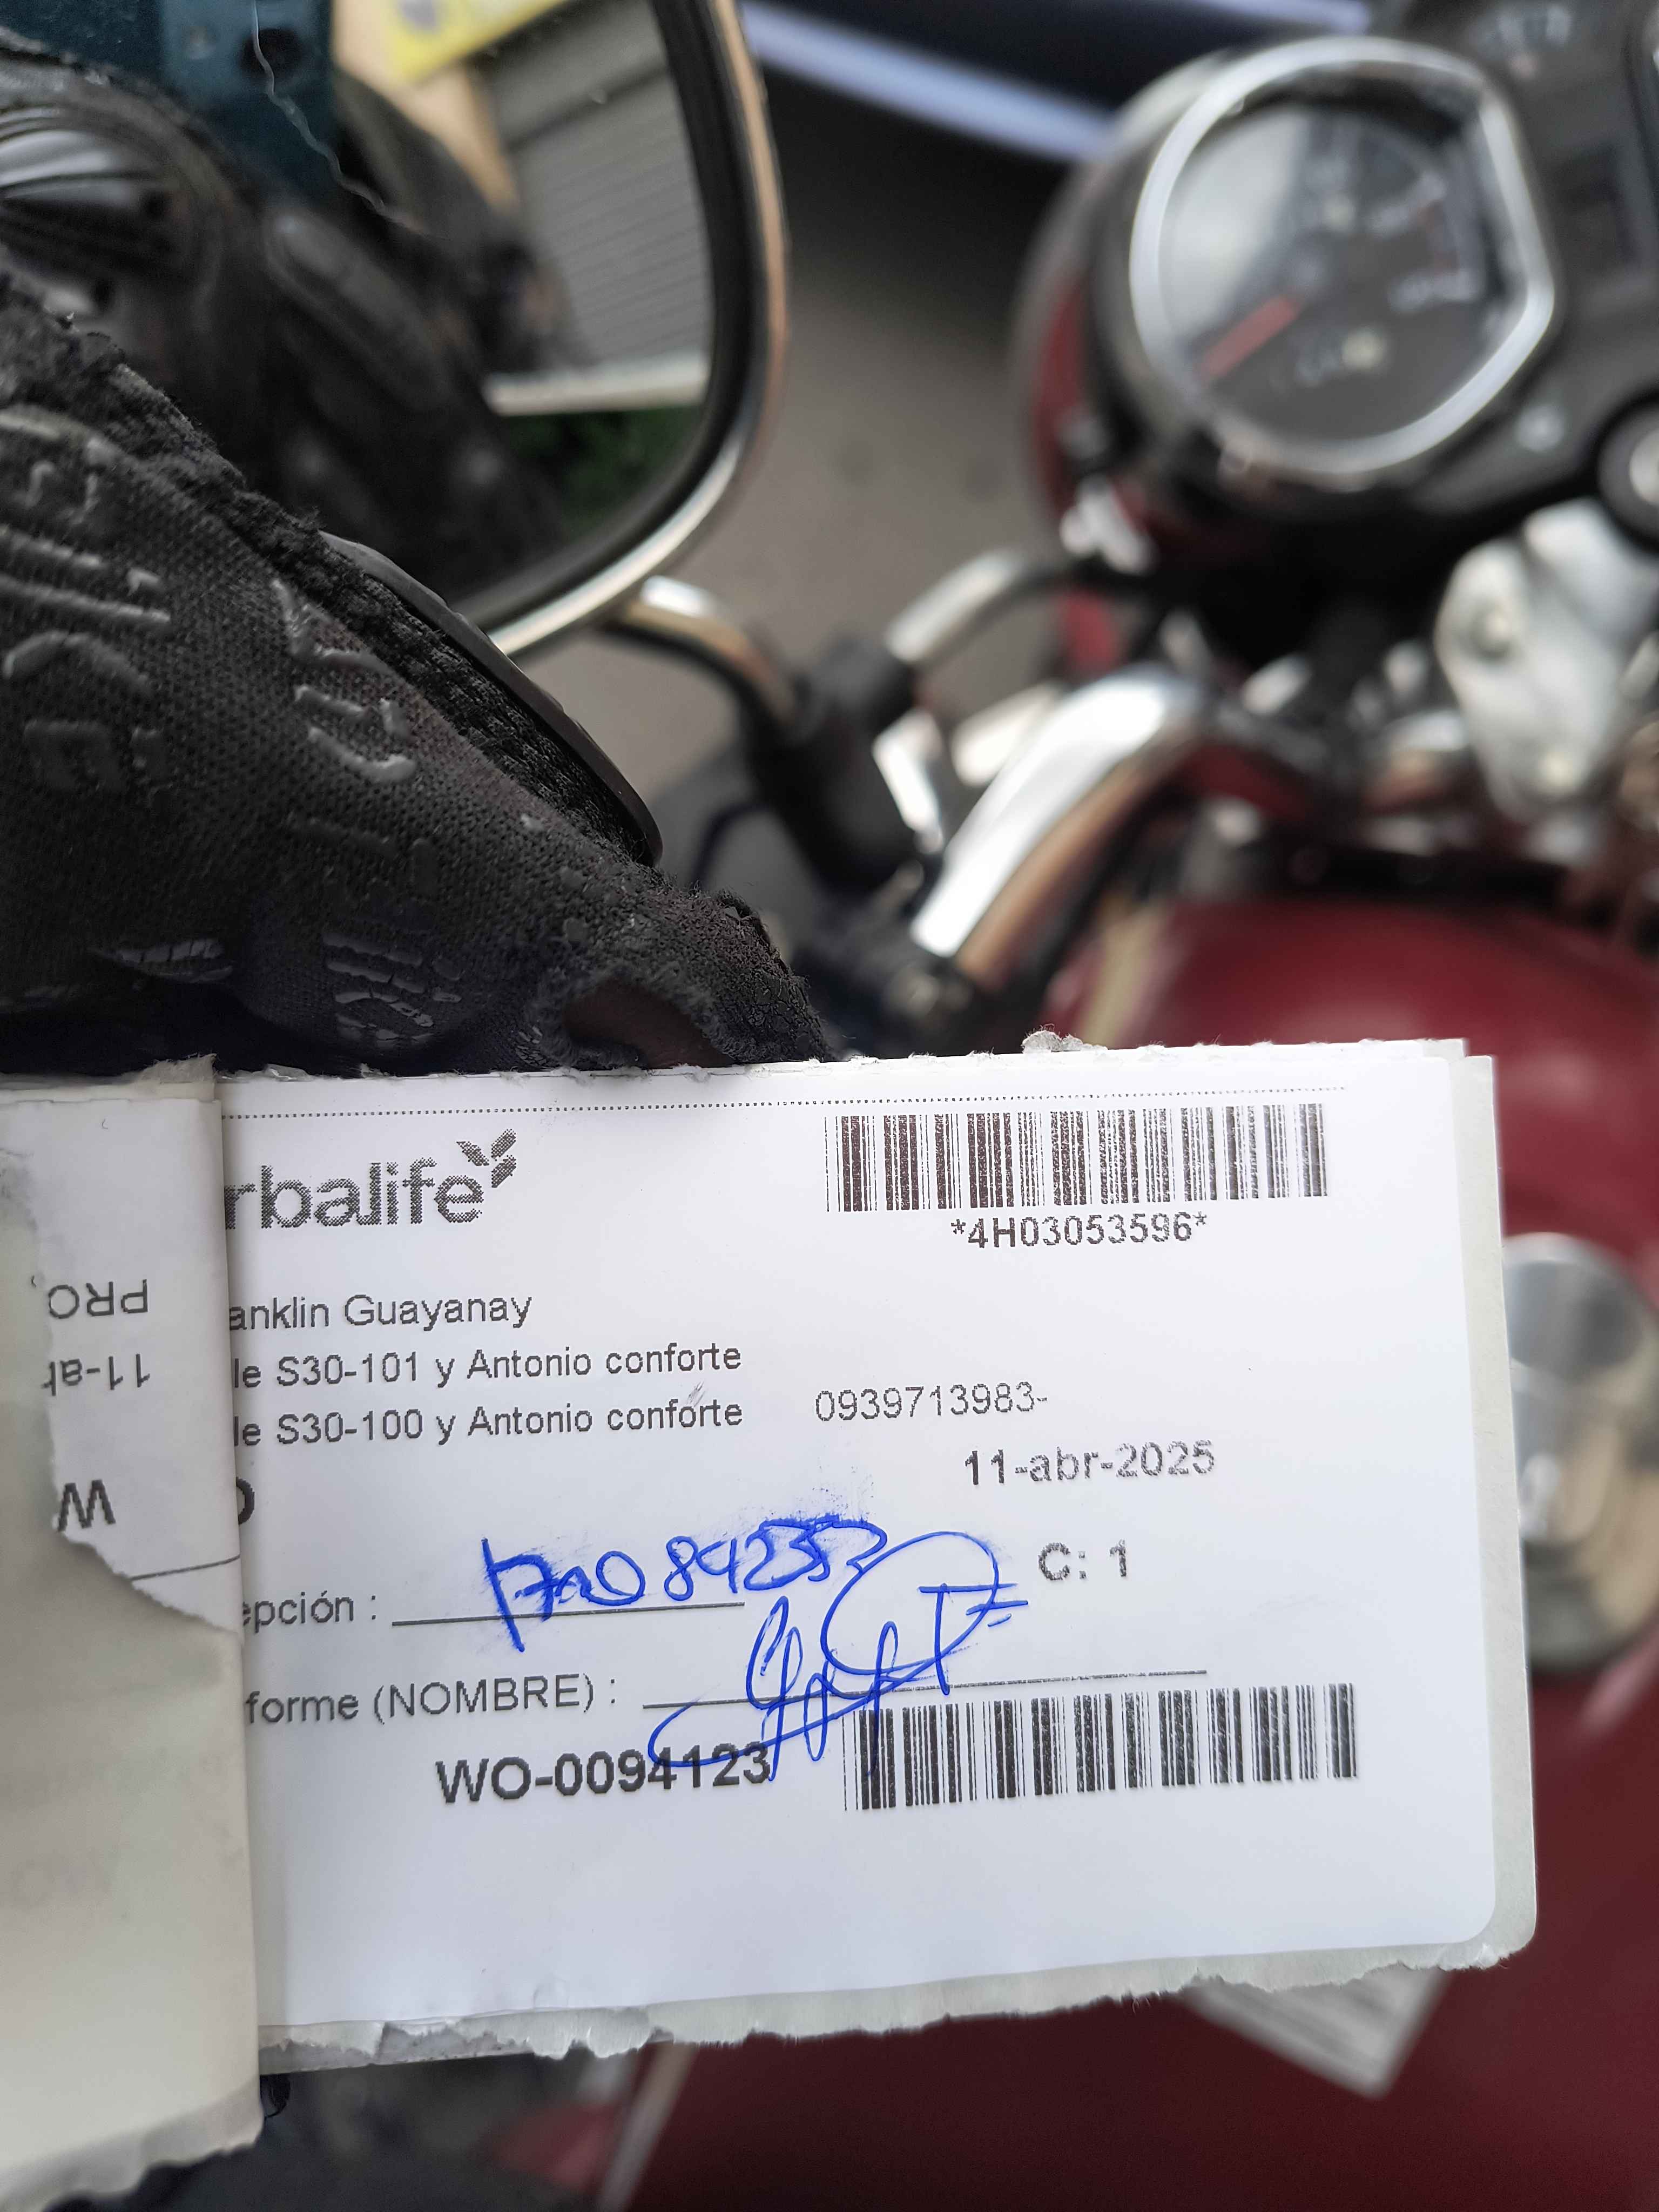 rbalife
*4H03053596*
anklin Guayanay
le S30-101 y Antonio conforte
le S30-100 y Antonio conforte
0939713983-
11-abr-2025
C: 1
epción :
forme (NOMBRE) :
WO-0094123
PRO,
11-ab
W